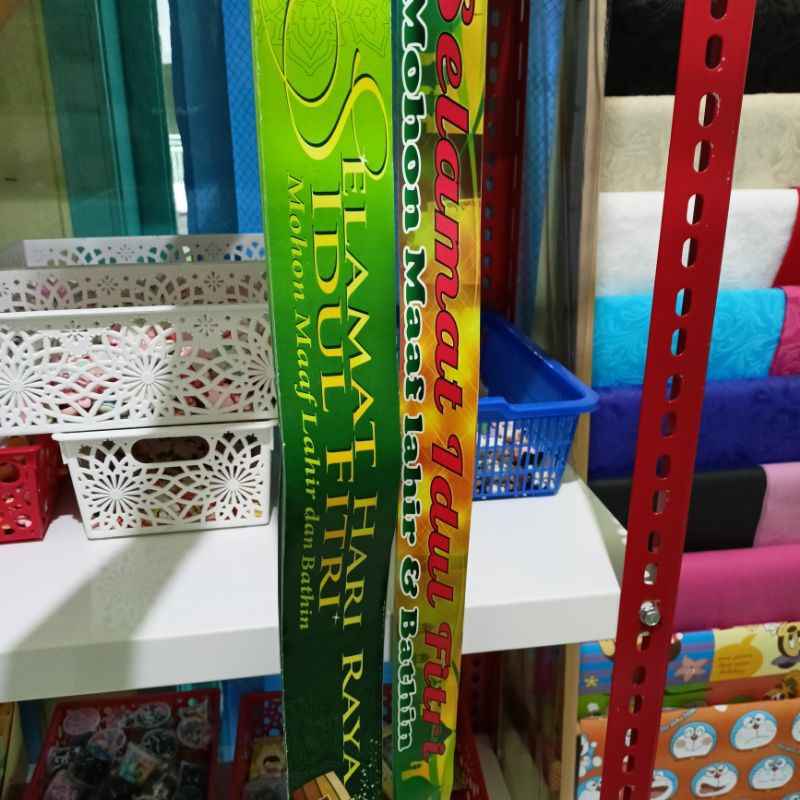 SELAMAT HARI RAYA
IDUL FITRI
Mohon Maaf Lahir dan Bathin
Selamat Idul Fitri
Mohon Maaf lahir & Bathin